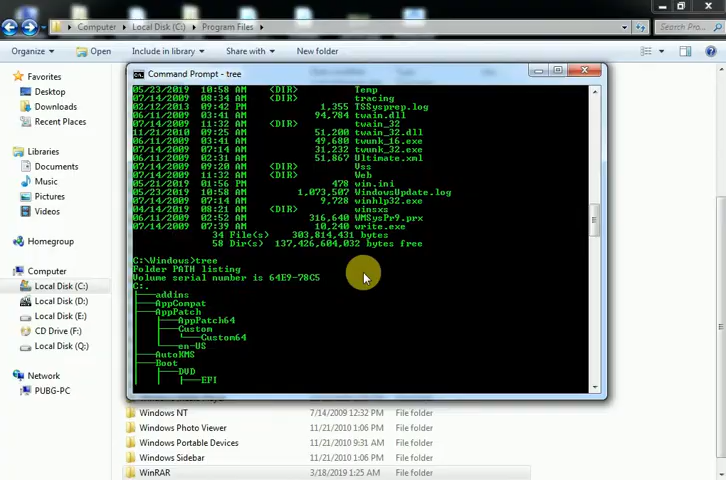 Computer ▸ Local Disk (C:) ▸ Program Files ▸
Search Pro...
Organize ▾ Open Include in library ▾ Share with ▾ New folder
Favorites
Desktop
Downloads
Recent Places
Libraries
Documents
Music
Pictures
Videos
Homegroup
Computer
Local Disk (C:)
Local Disk (D:)
Local Disk (E:)
CD Drive (F:)
Local Disk (Q:)
Network
PUBG-PC
Command Prompt - tree
05/23/2019 10:58 AM <DIR> Temp
07/14/2009 08:34 AM <DIR> tracing
02/12/2013 09:42 PM 1,355 TSSysprep.log
06/11/2009 03:41 AM 94,784 twain.dll
07/14/2009 11:32 AM <DIR> twain_32
11/21/2010 09:25 AM 51,200 twain_32.dll
06/11/2009 03:41 AM 49,680 twunk_16.exe
07/14/2009 07:14 AM 31,232 twunk_32.exe
06/11/2009 02:31 AM 51,867 Ultimate.xml
07/14/2009 09:20 AM <DIR> Vss
07/14/2009 11:32 AM <DIR> Web
05/21/2019 01:56 PM 478 win.ini
05/23/2019 10:58 AM 1,073,507 WindowsUpdate.log
07/14/2009 07:14 AM 9,728 winhlp32.exe
02/12/2013 04:21 AM <DIR> winsxs
06/11/2009 02:52 AM 316,640 WMSysPr9.prx
07/14/2009 07:39 AM 10,240 write.exe
34 File(s) 303,814,431 bytes
58 Dir(s) 137,426,604,032 bytes free
C:\Windows>tree
Folder PATH listing
Volume serial number is 64E9-78C5
C:.
├───addins
├───AppCompat
├───AppPatch
│ ├───AppPatch64
│ ├───Custom
│ │ └───Custom64
│ └───en-US
├───AutoKMS
├───Boot
│ ├───DVD
│ │ ├───EFI
Windows NT 7/14/2009 12:32 PM File folder
Windows Photo Viewer 11/21/2010 1:06 PM File folder
Windows Portable Devices 11/21/2010 9:31 AM File folder
Windows Sidebar 11/21/2010 1:06 PM File folder
WinRAR 3/18/2019 1:25 AM File folder